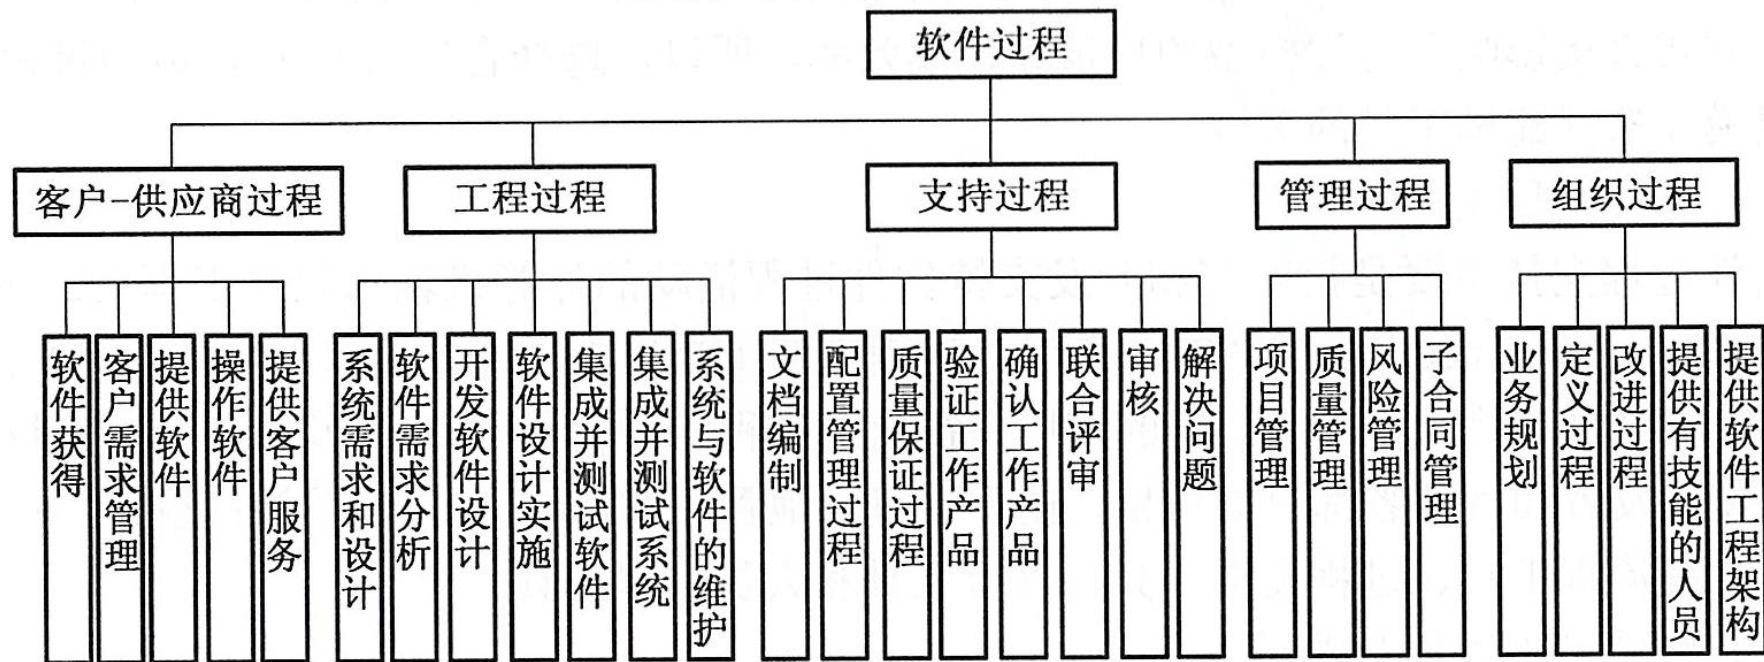 软件过程
客户-供应商过程
工程过程
支持过程
管理过程
组织过程
软件获得
客户需求管理
提供软件
操作软件
提供客户服务
系统需求和设计
软件需求分析
开发软件设计
软件设计实施
集成并测试软件
集成并测试系统
系统与软件的维护
文档编制
配置管理过程
质量保证过程
验证工作产品
确认工作产品
联合评审
审核
解决问题
项目管理
质量管理
风险管理
子合同管理
业务规划
定义过程
改进过程
提供有技能的人员
提供软件工程架构